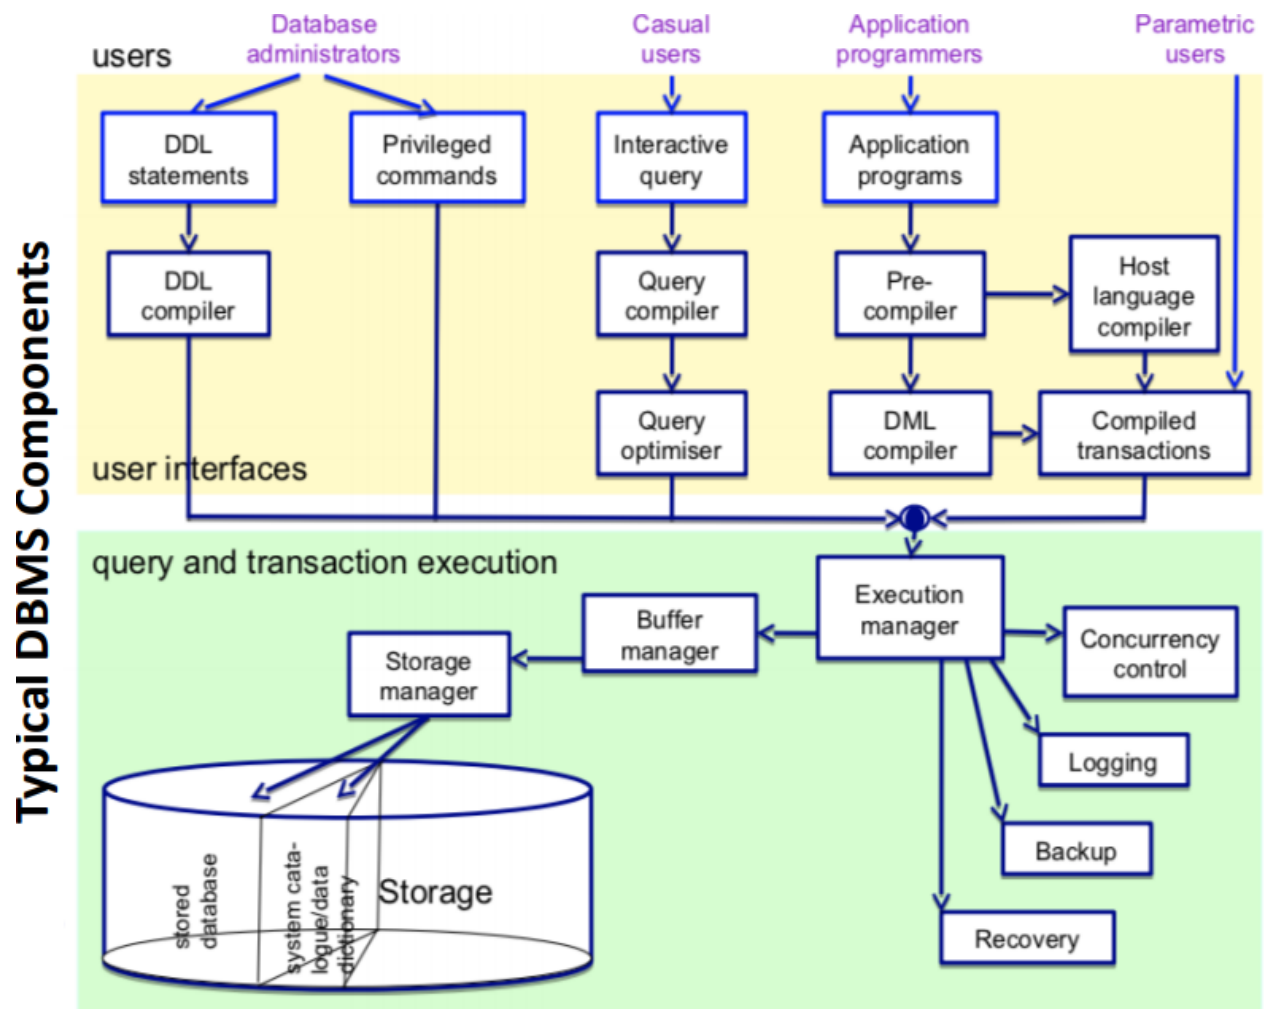 Typical DBMS Components
users
Database
administrators
Casual
users
Application
programmers
Parametric
users
DDL
statements
Privileged
commands
Interactive
query
Application
programs
DDL
compiler
Query
compiler
Pre-
compiler
Host
language
compiler
Query
optimiser
DML
compiler
Compiled
transactions
user interfaces
query and transaction execution
Execution
manager
Buffer
manager
Storage
manager
Concurrency
control
Logging
Backup
Recovery
stored
database
system cata-
logue/data
dictionary
Storage